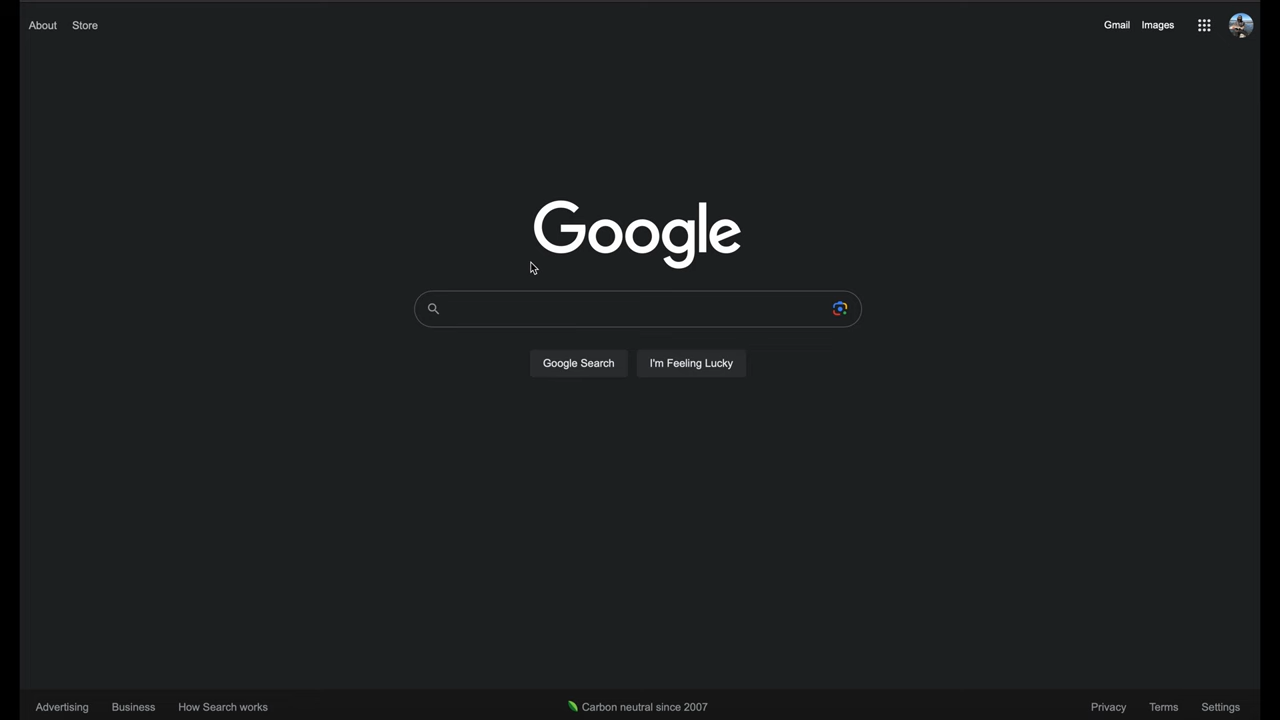 About Store Gmail Images
Google
Google Search I'm Feeling Lucky
Advertising Business How Search works Carbon neutral since 2007 Privacy Terms Settings